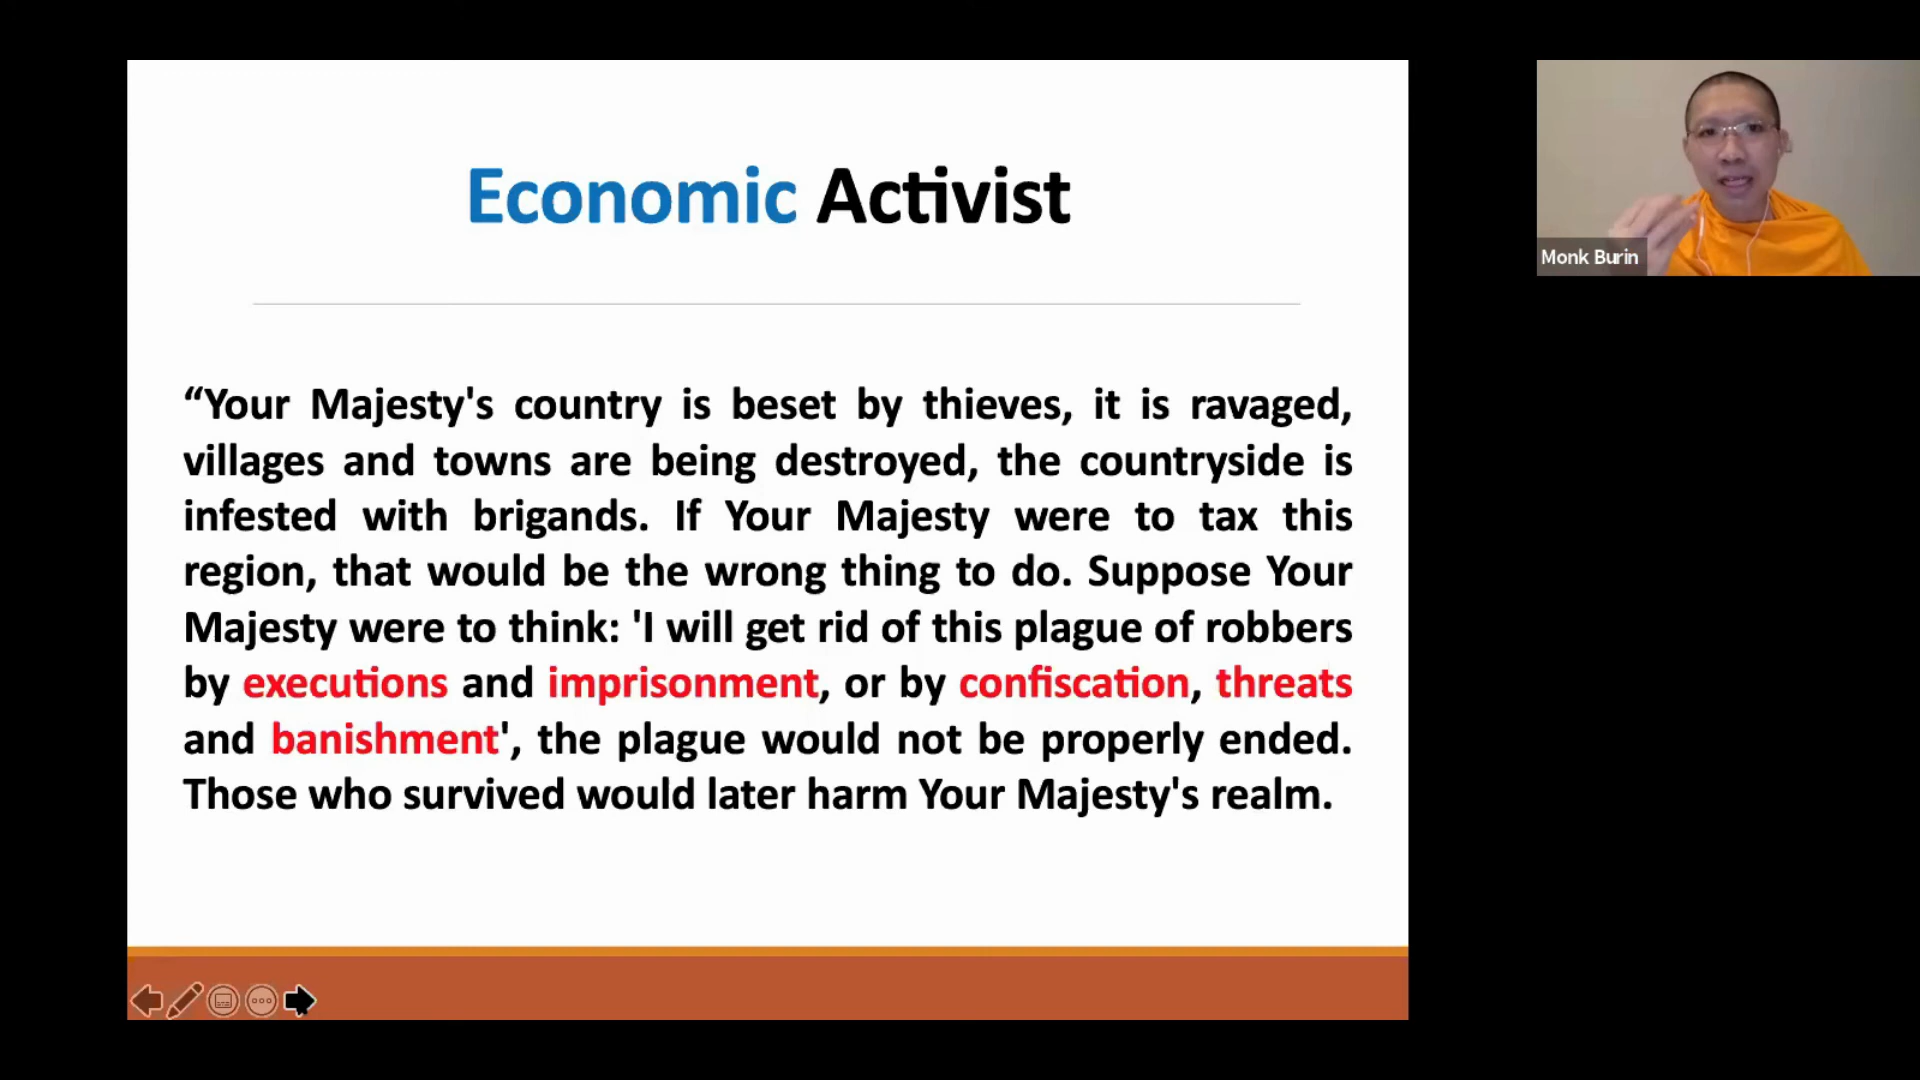 Economic Activist
“Your Majesty's country is beset by thieves, it is ravaged,
villages and towns are being destroyed, the countryside is
infested with brigands. If Your Majesty were to tax this
region, that would be the wrong thing to do. Suppose Your
Majesty were to think: 'I will get rid of this plague of robbers
by executions and imprisonment, or by confiscation, threats
and banishment', the plague would not be properly ended.
Those who survived would later harm Your Majesty's realm.
Monk Burin